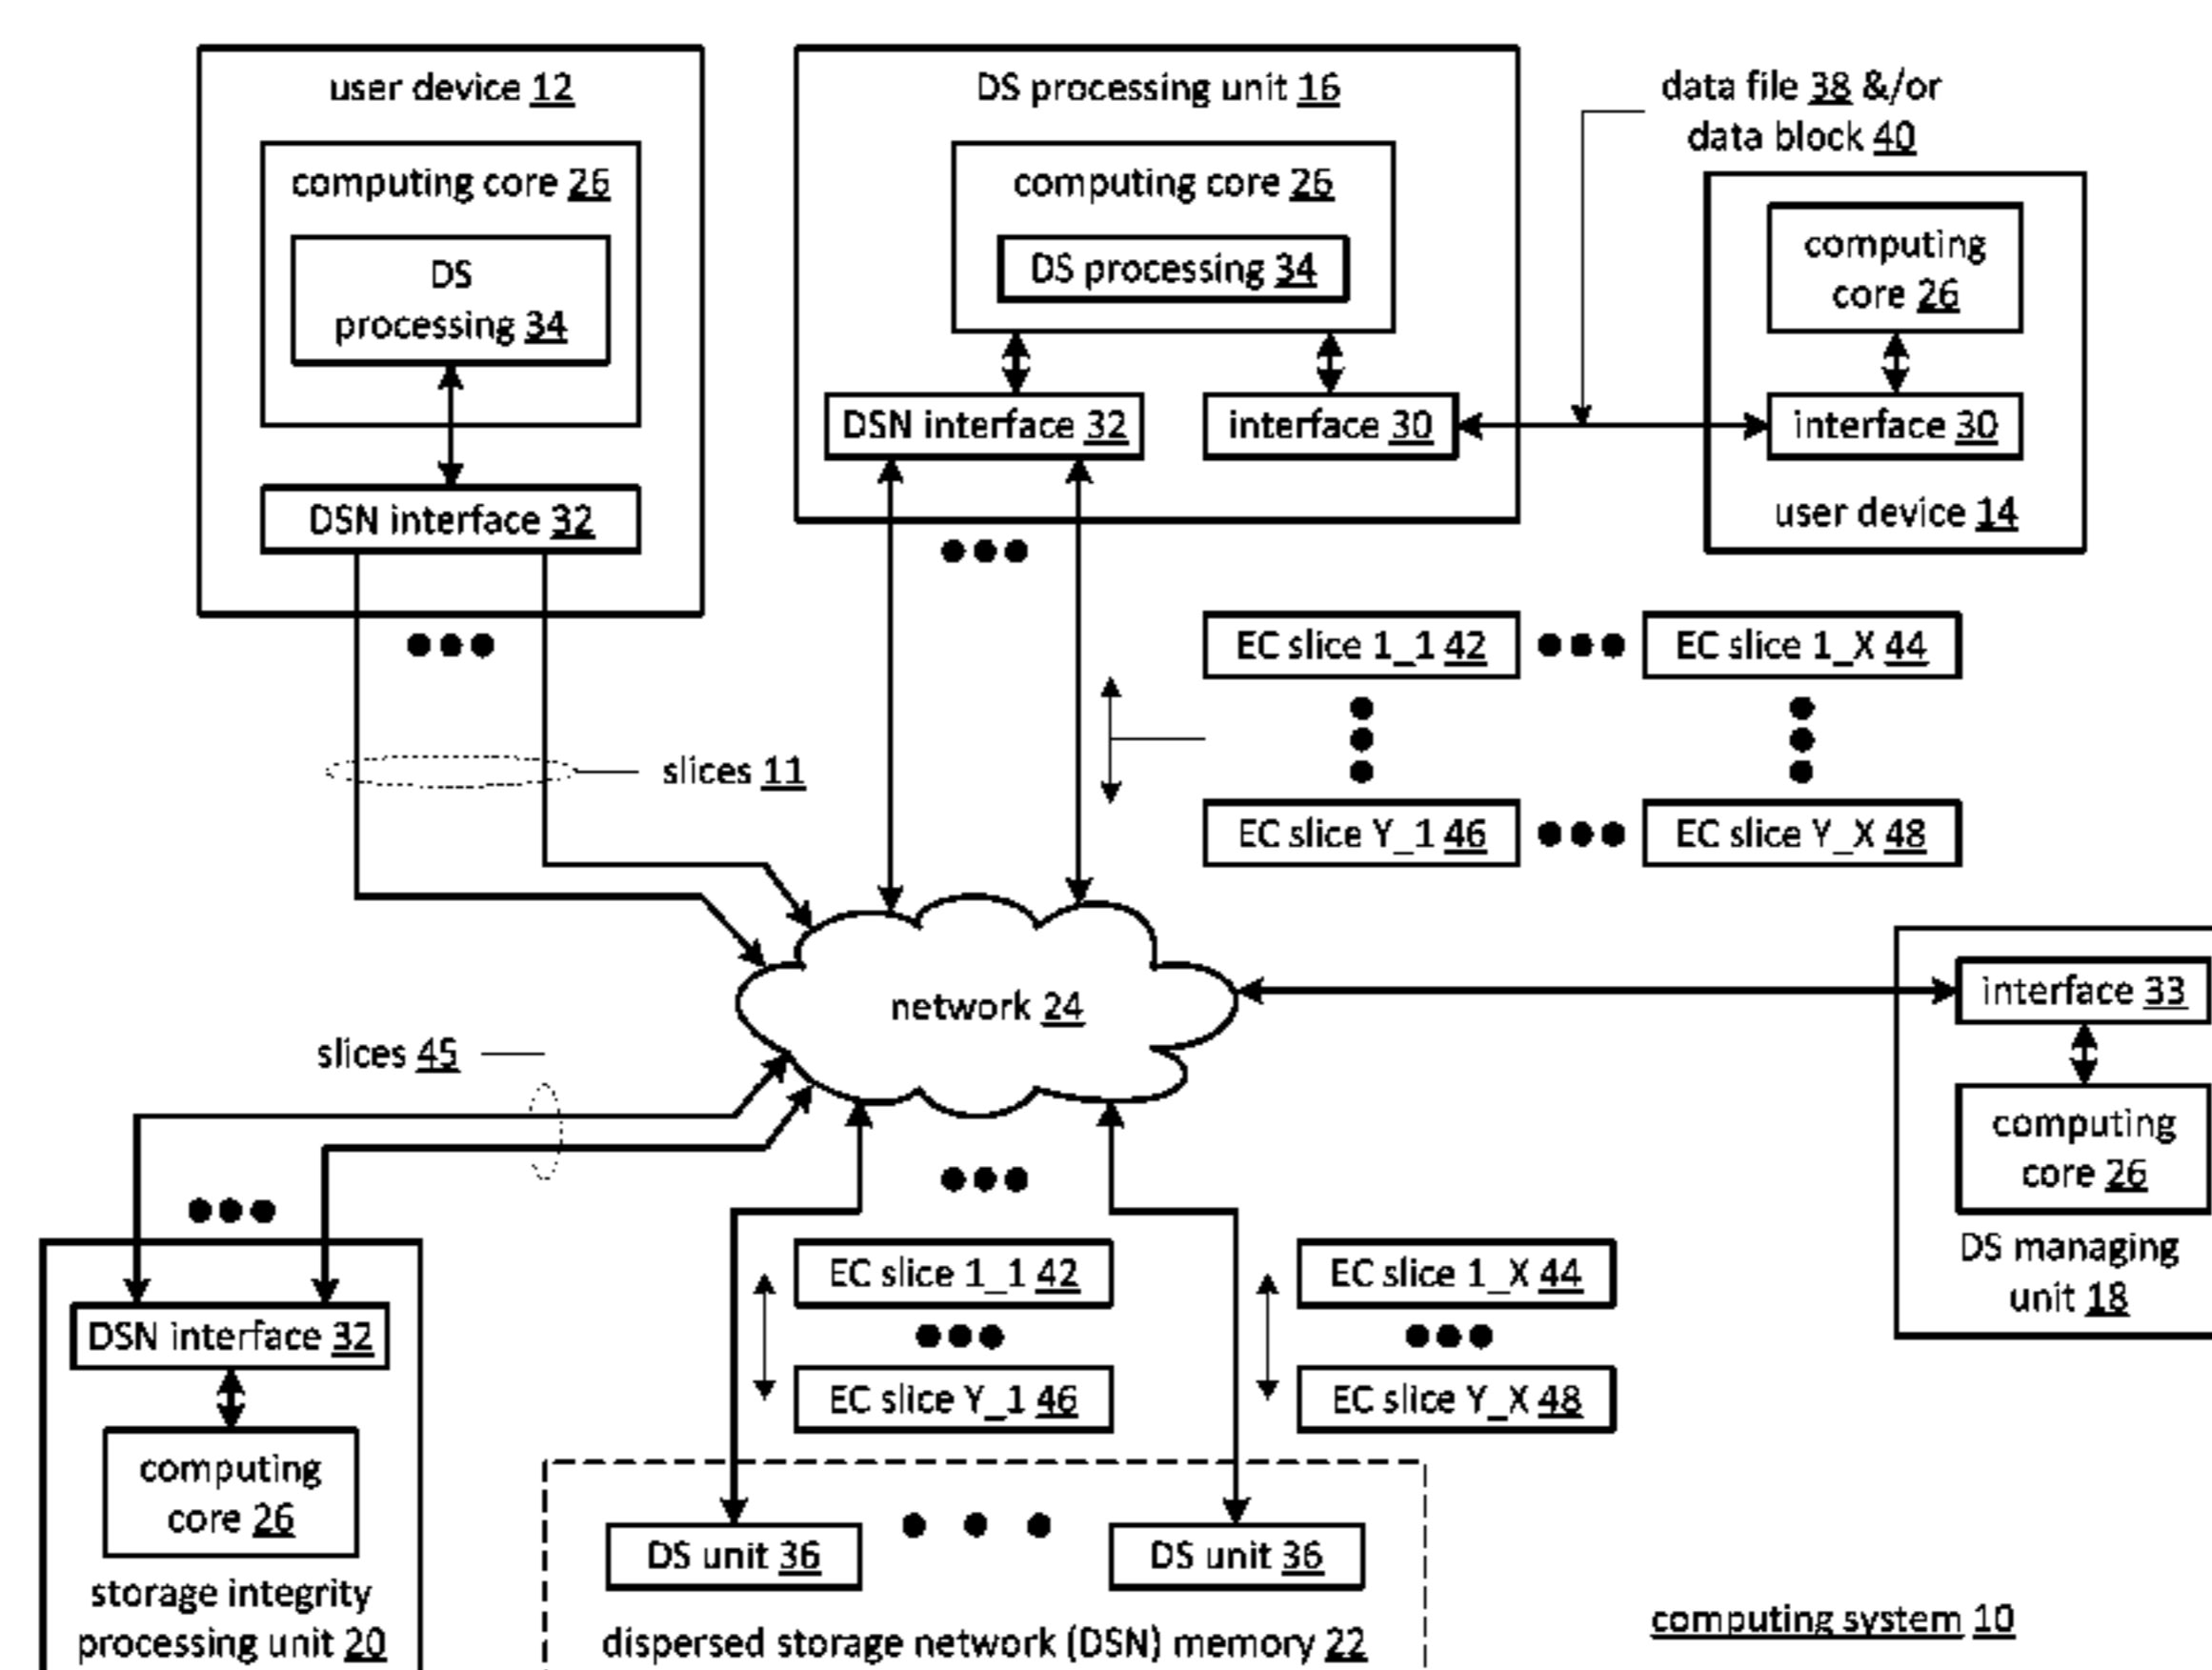 user device 12
computing core 26
DS
processing 34
DSN interface 32
DS processing unit 16
computing core 26
DS processing 34
DSN interface 32
interface 30
data file 38 &/or
data block 40
computing
core 26
interface 30
user device 14
slices 11
EC slice 1_1 42
EC slice 1_X 44
EC slice Y_1 46
EC slice Y_X 48
network 24
interface 33
computing
core 26
DS managing
unit 18
slices 45
DSN interface 32
computing
core 26
storage integrity
processing unit 20
EC slice 1_1 42
EC slice Y_1 46
EC slice 1_X 44
EC slice Y_X 48
DS unit 36
DS unit 36
dispersed storage network (DSN) memory 22
computing system 10